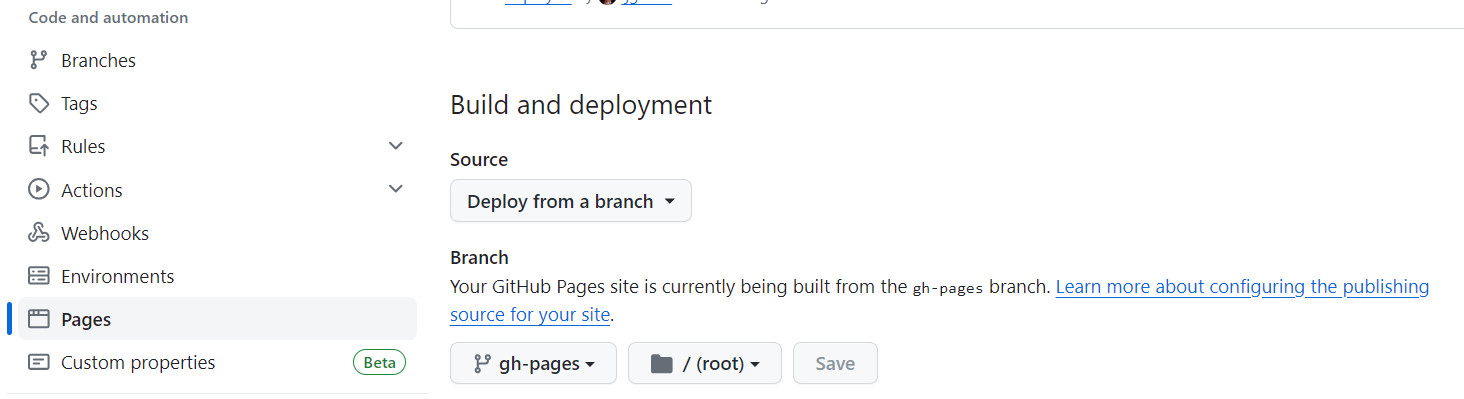 Code and automation
Branches
Tags
Rules
Actions
Webhooks
Environments
Pages
Custom properties Beta
Build and deployment
Source
Deploy from a branch
Branch
Your GitHub Pages site is currently being built from the gh-pages branch. Learn more about configuring the publishing
source for your site.
gh-pages / (root) Save